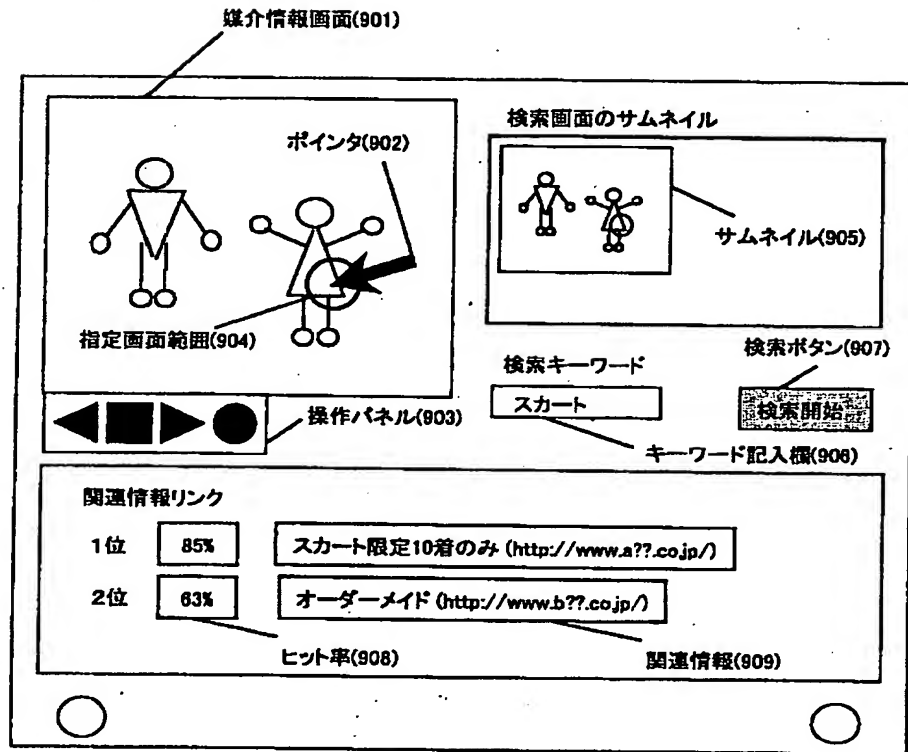 媒介情報画面(901)
検索画面のサムネイル
ポインタ(902)
サムネイル(905)
指定画面範囲(904)
検索ボタン(907)
検索キーワード
スカート
検索開始
操作パネル(903)
キーワード記入欄(906)
関連情報リンク
1位 85% スカート限定10着のみ (http://www.a??.co.jp/)
2位 63% オーダーメイド (http://www.b??.co.jp/)
ヒット率(908)
関連情報(909)